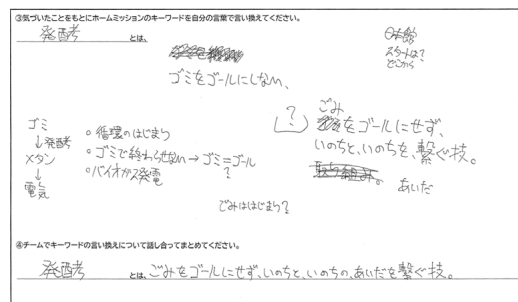 ③気づいたことをもとにホームミッションのキーワードを自分の言葉で言い換えてください。
発酵考 とは、
スタートは?
どこから
ゴミをゴールにしない、
?
ごみ
をゴールにせず、
いのちと、いのちを、繋ぐ技。
取り組み。
あいだ
ゴミ
↓発酵考
メタン
↓
電気
○循環のはじまり
○ゴミで終わらせない→ゴミ=ゴール
?
○バイオガス発電
ごみははじまり?
④チームでキーワードの言い換えについて話し合ってまとめてください。
発酵考 とは、ごみをゴールにせず、いのちと、いのちの、あいだを繋ぐ技。